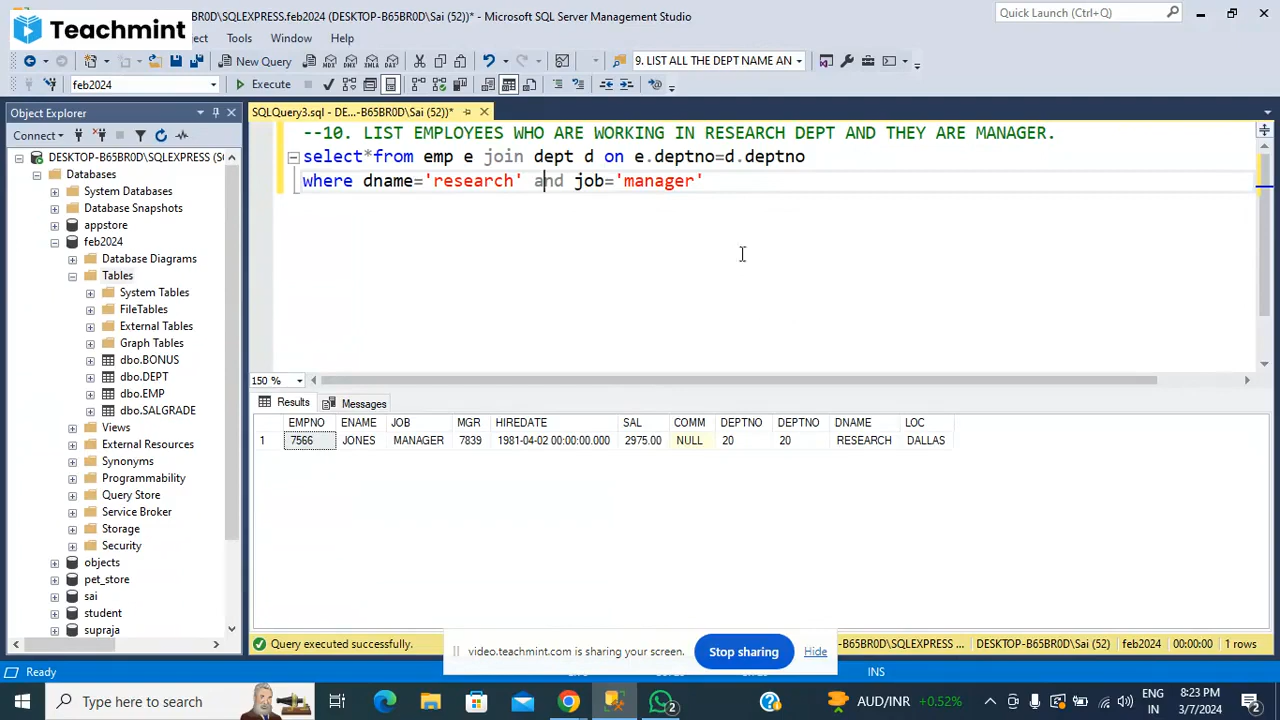 DESKTOP-B65BR0D\SQLEXPRESS.feb2024 (DESKTOP-B65BR0D\Sai (52))* - Microsoft SQL Server Management Studio
Quick Launch (Ctrl+Q)
Teachmint
Tools Window Help
New Query
9. LIST ALL THE DEPT NAME AN
feb2024
Execute
Object Explorer
SQLQuery3.sql - DE...-B65BR0D\Sai (52))*
Connect
--10. LIST EMPLOYEES WHO ARE WORKING IN RESEARCH DEPT AND THEY ARE MANAGER.
select*from emp e join dept d on e.deptno=d.deptno
where dname='research' and job='manager'
DESKTOP-B65BR0D\SQLEXPRESS (S
Databases
System Databases
Database Snapshots
appstore
feb2024
Database Diagrams
Tables
System Tables
FileTables
External Tables
Graph Tables
dbo.BONUS
dbo.DEPT
dbo.EMP
dbo.SALGRADE
Views
External Resources
Synonyms
Programmability
Query Store
Service Broker
Storage
Security
objects
pet_store
sai
student
supraja
150 %
Results Messages
EMPNO ENAME JOB MGR HIREDATE SAL COMM DEPTNO DEPTNO DNAME LOC
1 7566 JONES MANAGER 7839 1981-04-02 00:00:00.000 2975.00 NULL 20 20 RESEARCH DALLAS
Query executed successfully.
-B65BR0D\SQLEXPRESS ... DESKTOP-B65BR0D\Sai (52) feb2024 00:00:00 1 rows
video.teachmint.com is sharing your screen. Stop sharing Hide
Ready
INS
Type here to search
AUD/INR +0.52%
ENG
IN
8:23 PM
3/7/2024
2
2